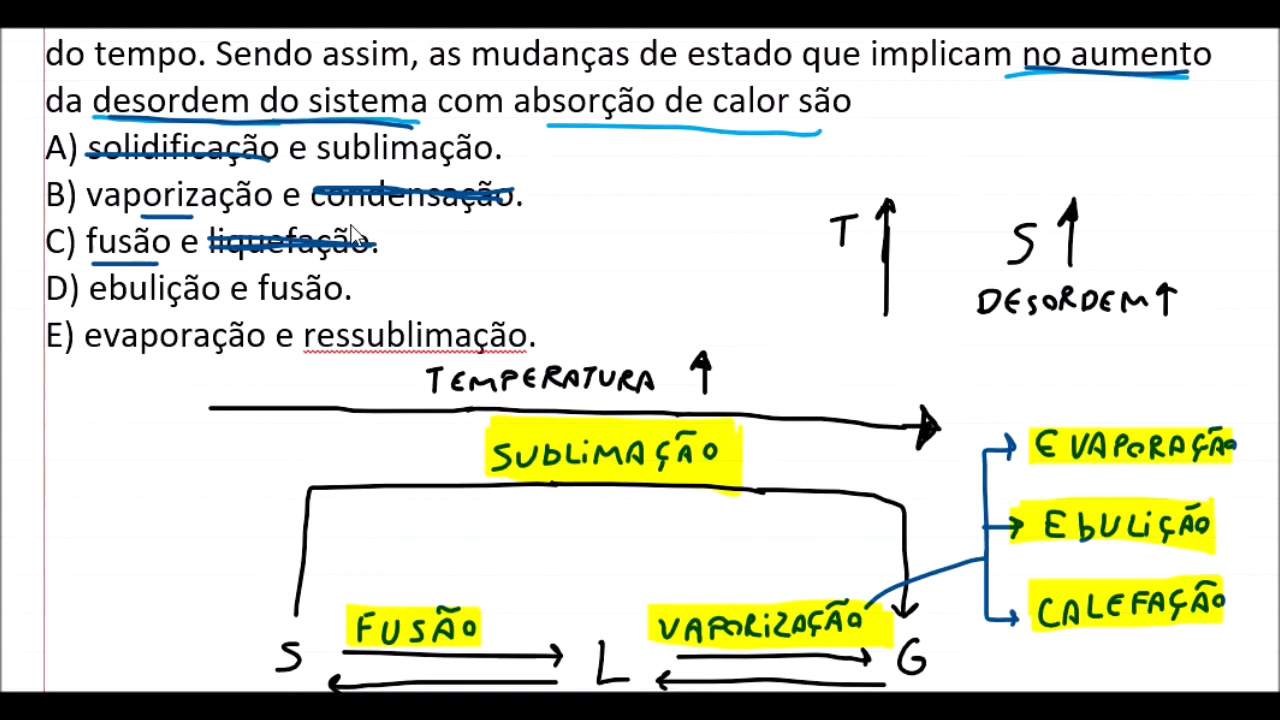 do tempo. Sendo assim, as mudanças de estado que implicam no aumento
da desordem do sistema com absorção de calor são
A) solidificação e sublimação.
B) vaporização e condensação.
C) fusão e liquefação.
D) ebulição e fusão.
E) evaporação e ressublimação.
T S
DESORDEM
TEMPERATURA
SUBLIMAÇÃO
EVAPORAÇÃO
EBULIÇÃO
CALEFAÇÃO
FUSÃO VAPORIZAÇÃO
S L G